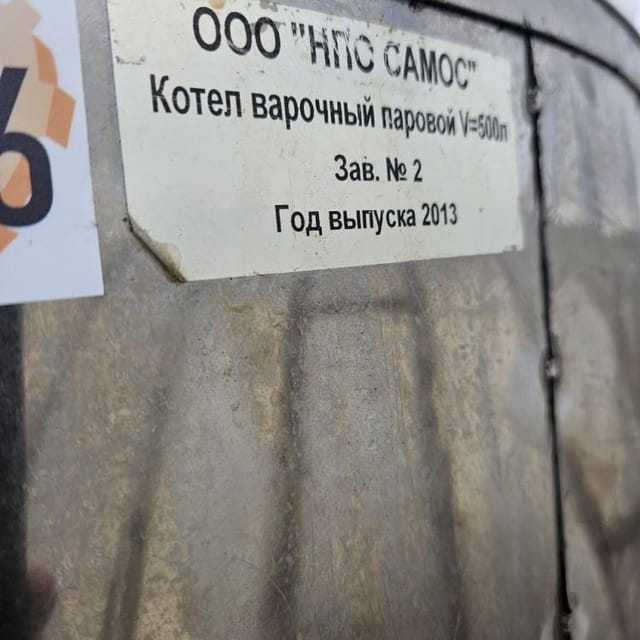 ООО "НПС САМОС"
Котел варочный паровой V=500л
Зав. № 2
Год выпуска 2013
%